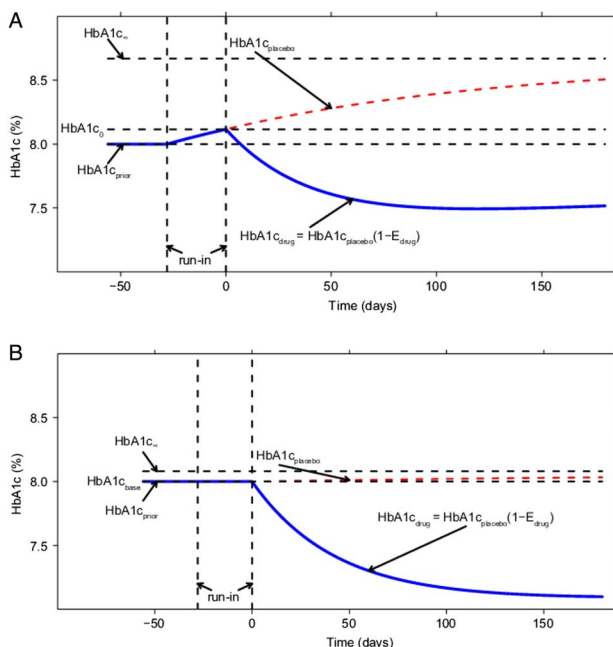 A
HbA1c∞
HbA1cplacebo
8.5
HbA1c0
8.0
HbA1cprior
HbA1c (%)
7.5
HbA1cdrug = HbA1cplacebo(1−Edrug)
run-in
−50 0 50 100 150
Time (days)
B
8.5
HbA1c∞
HbA1cplacebo
HbA1c (%)
HbA1cbase 8.0
HbA1cprior
HbA1cdrug = HbA1cplacebo(1−Edrug)
7.5
run-in
−50 0 50 100 150
Time (days)